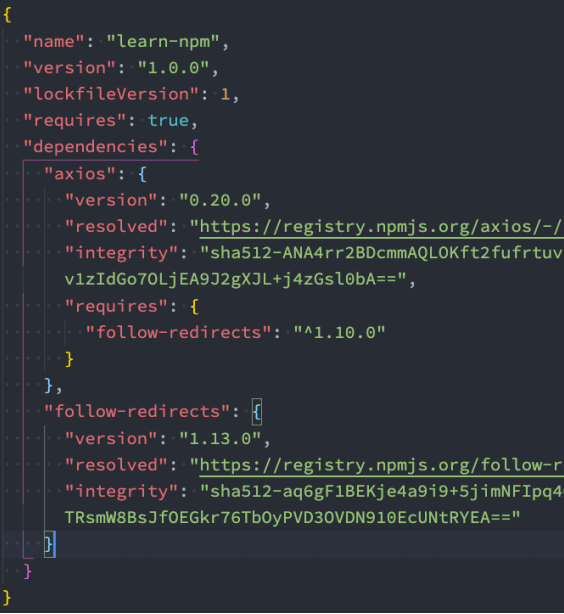 {
"name": "learn-npm",
"version": "1.0.0",
"lockfileVersion": 1,
"requires": true,
"dependencies": {
"axios": {
"version": "0.20.0",
"resolved": "https://registry.npmjs.org/axios/-/
"integrity": "sha512-ANA4rr2BDcmmAQLOKft2fufrtuv
v1zIdGo7OLjEA9J2gXJL+j4zGsl0bA==",
"requires": {
"follow-redirects": "^1.10.0"
}
},
"follow-redirects": {
"version": "1.13.0",
"resolved": "https://registry.npmjs.org/follow-r
"integrity": "sha512-aq6gF1BEKje4a9i9+5jimNFIpq4
TRsmW8BsJfOEGkr76TbOyPVD3OVDN910EcUNtRYEA=="
}
}
}